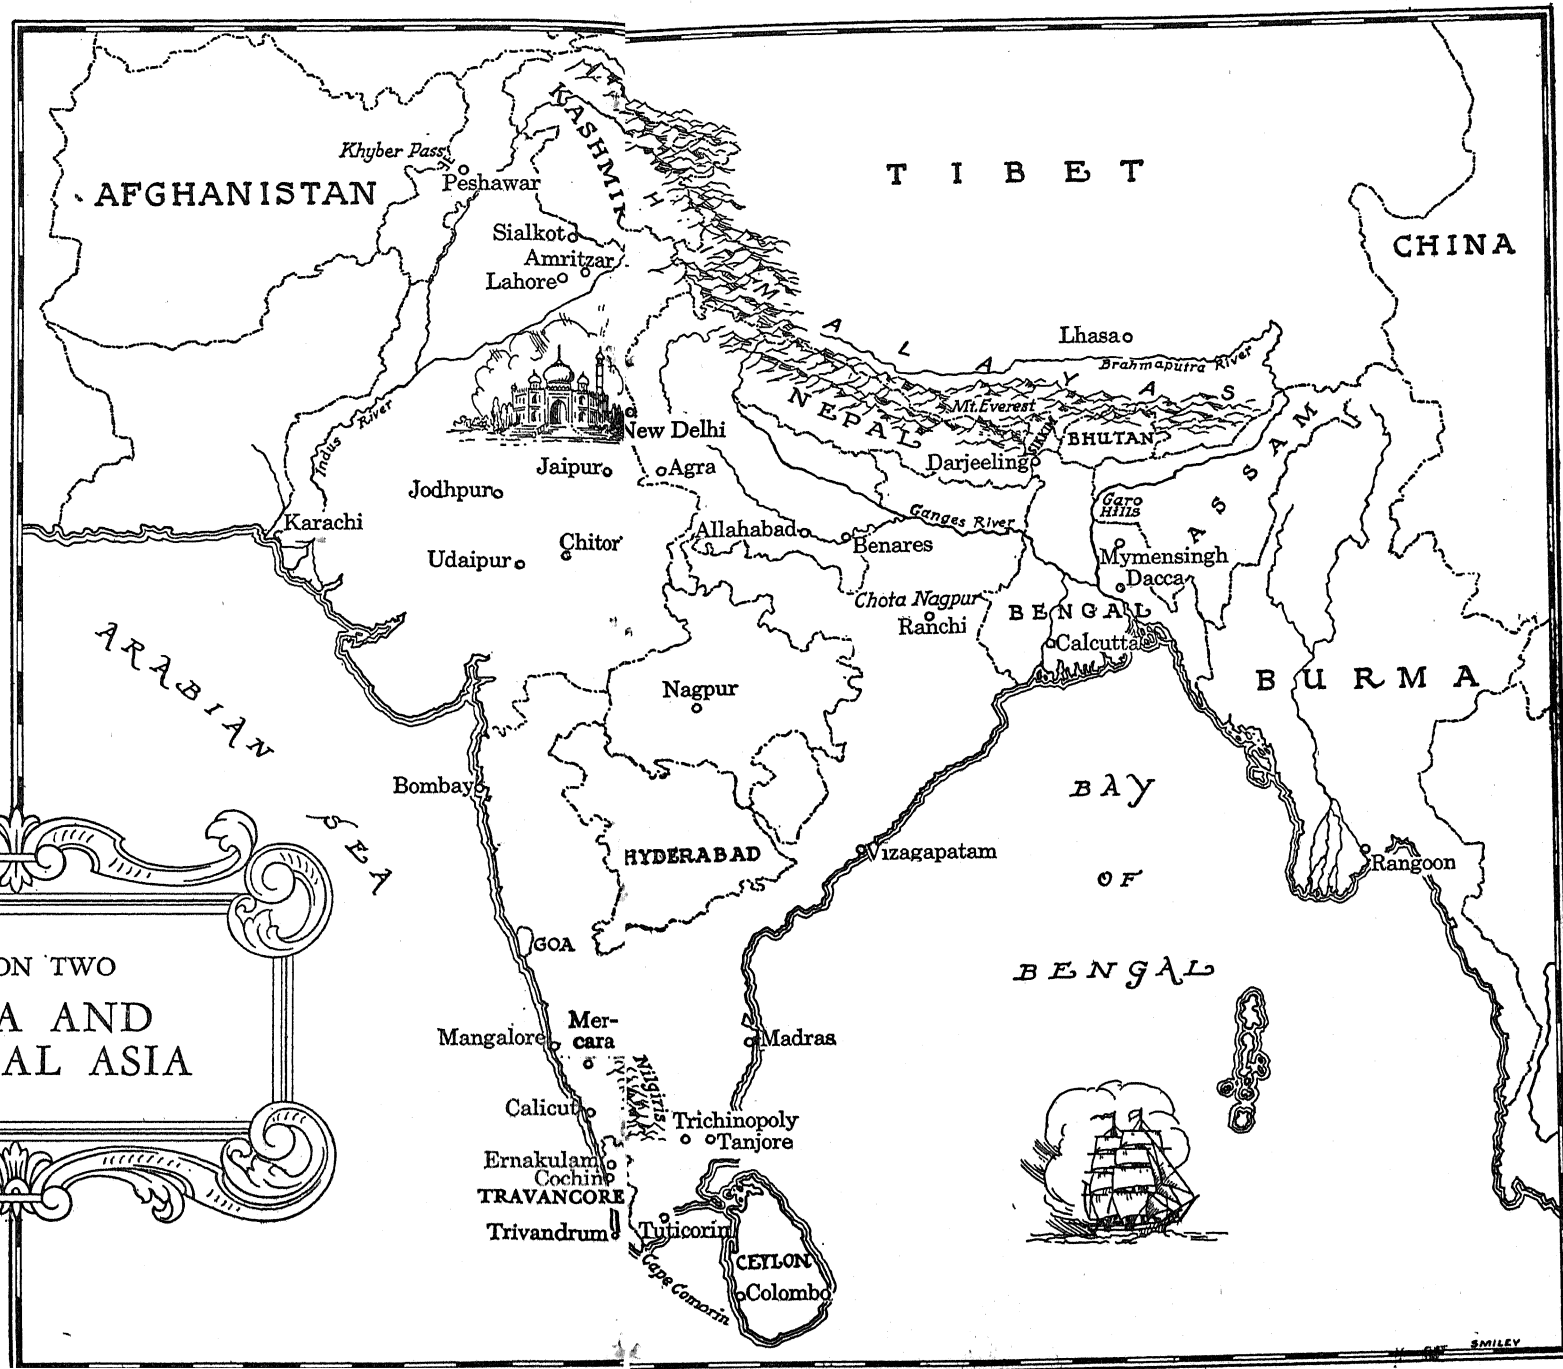 TIBET
KASHMIR
HIMALAYAS
Khyber Pass
Peshawar
AFGHANISTAN
CHINA
Sialkot
Amritzar
Lahore
Lhasa
Brahmaputra River
Mt. Everest
NEPAL
SIKKIM
BHUTAN
ASSAM
Indus River
New Delhi
Darjeeling
Jaipur
Agra
Jodhpur
Garo
Hills
Ganges River
Karachi
Allahabad
Benares
Chitor
Udaipur
Mymensingh
Dacca
Chota Nagpur
Ranchi
BENGAL
Calcutta
ARABIAN
SEA
Nagpur
BURMA
Bombay
BAY
OF
BENGAL
HYDERABAD
Vizagapatam
Rangoon
GOA
ON TWO
A AND
AL ASIA
Mangalore
Mer-
cara
Madras
Nilgiris
Calicut
Trichinopoly
Tanjore
Ernakulam
Cochin
TRAVANCORE
Trivandrum
Tuticorin
Cape Comorin
CEYLON
Colombo
SMILEY